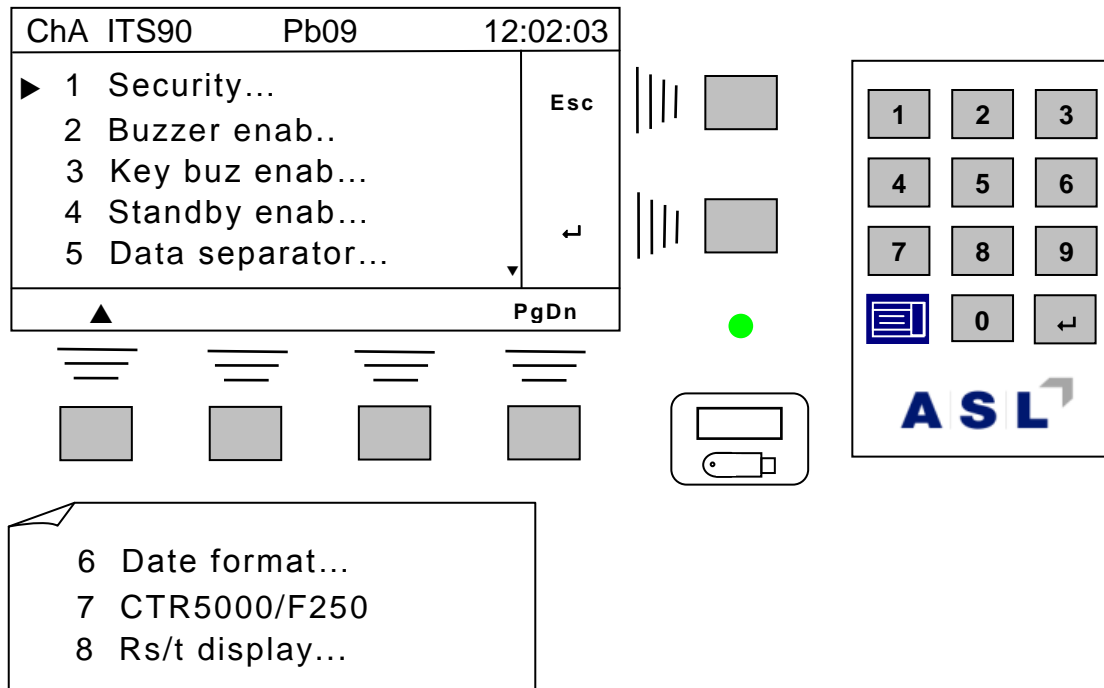 ChA ITS90 Pb09 12:02:03
▶ 1 Security...
2 Buzzer enab..
3 Key buz enab...
4 Standby enab...
5 Data separator...
Esc
↵
▲ PgDn
1 2 3
4 5 6
7 8 9
0 ↵
ASL
6 Date format...
7 CTR5000/F250
8 Rs/t display...